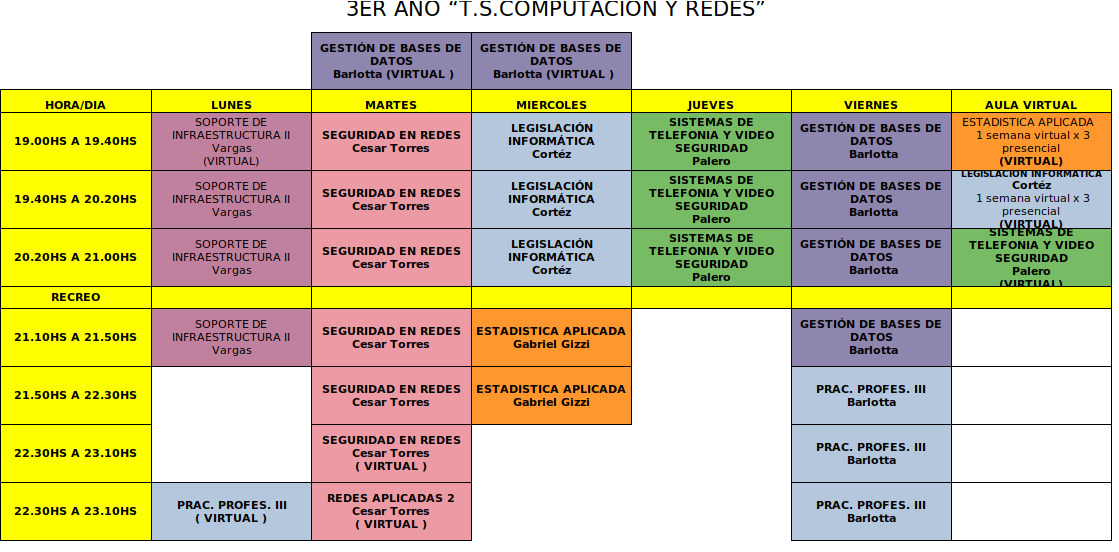 3ER AÑO “T.S.COMPUTACIÓN Y REDES”
GESTIÓN DE BASES DE
DATOS
Barlotta (VIRTUAL )
GESTIÓN DE BASES DE
DATOS
Barlotta (VIRTUAL )
HORA/DIA
LUNES
MARTES
MIERCOLES
JUEVES
VIERNES
AULA VIRTUAL
19.00HS A 19.40HS
SOPORTE DE
INFRAESTRUCTURA II
Vargas
(VIRTUAL)
SEGURIDAD EN REDES
Cesar Torres
LEGISLACIÓN
INFORMÁTICA
Cortéz
SISTEMAS DE
TELEFONIA Y VIDEO
SEGURIDAD
Palero
GESTIÓN DE BASES DE
DATOS
Barlotta
ESTADISTICA APLICADA
1 semana virtual x 3
presencial
(VIRTUAL)
19.40HS A 20.20HS
SOPORTE DE
INFRAESTRUCTURA II
Vargas
SEGURIDAD EN REDES
Cesar Torres
LEGISLACIÓN
INFORMÁTICA
Cortéz
SISTEMAS DE
TELEFONIA Y VIDEO
SEGURIDAD
Palero
GESTIÓN DE BASES DE
DATOS
Barlotta
LEGISLACIÓN INFORMÁTICA
Cortéz
1 semana virtual x 3
presencial
(VIRTUAL)
20.20HS A 21.00HS
SOPORTE DE
INFRAESTRUCTURA II
Vargas
SEGURIDAD EN REDES
Cesar Torres
LEGISLACIÓN
INFORMÁTICA
Cortéz
SISTEMAS DE
TELEFONIA Y VIDEO
SEGURIDAD
Palero
GESTIÓN DE BASES DE
DATOS
Barlotta
SISTEMAS DE
TELEFONIA Y VIDEO
SEGURIDAD
Palero
(VIRTUAL)
RECREO
21.10HS A 21.50HS
SOPORTE DE
INFRAESTRUCTURA II
Vargas
SEGURIDAD EN REDES
Cesar Torres
ESTADISTICA APLICADA
Gabriel Gizzi
GESTIÓN DE BASES DE
DATOS
Barlotta
21.50HS A 22.30HS
SEGURIDAD EN REDES
Cesar Torres
ESTADISTICA APLICADA
Gabriel Gizzi
PRAC. PROFES. III
Barlotta
22.30HS A 23.10HS
SEGURIDAD EN REDES
Cesar Torres
( VIRTUAL )
PRAC. PROFES. III
Barlotta
22.30HS A 23.10HS
PRAC. PROFES. III
( VIRTUAL )
REDES APLICADAS 2
Cesar Torres
( VIRTUAL )
PRAC. PROFES. III
Barlotta